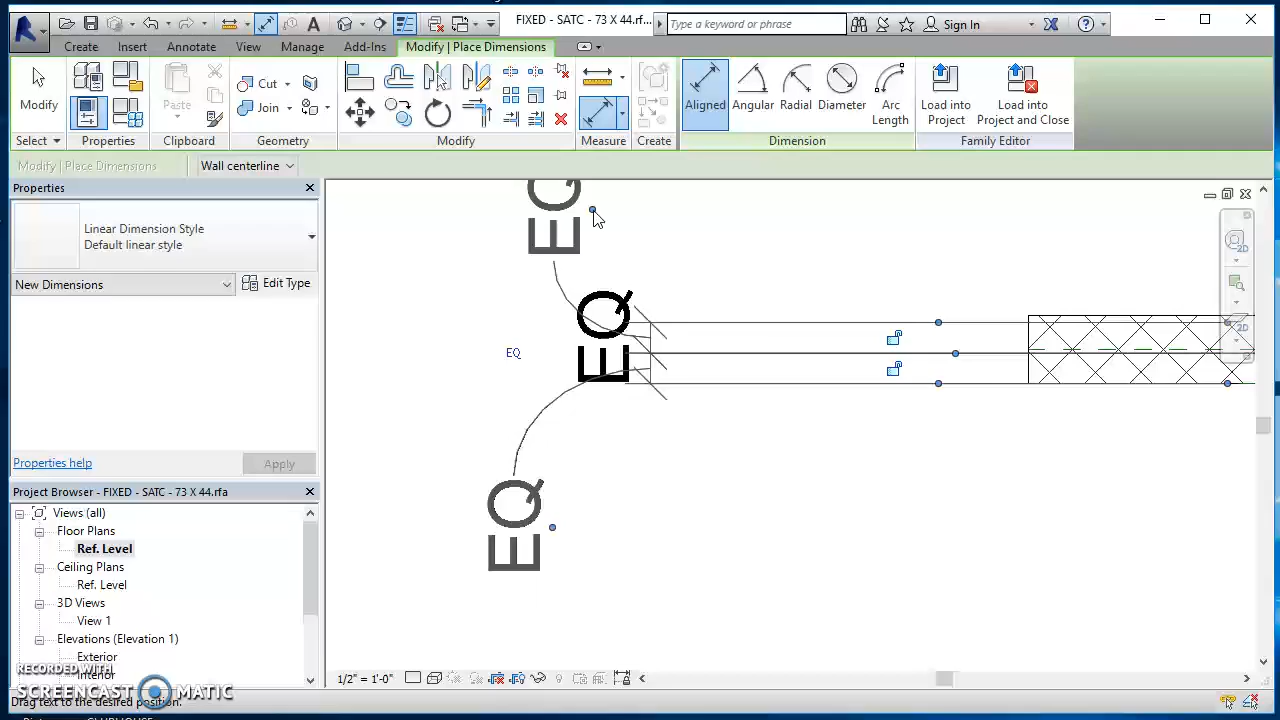 FIXED - SATC - 73 X 44.rf...
Type a keyword or phrase
Sign In
Create
Insert
Annotate
View
Manage
Add-Ins
Modify | Place Dimensions
Modify
Paste
Cut
Join
Aligned
Angular
Radial
Diameter
Arc Length
Load into Project
Load into Project and Close
Select
Properties
Clipboard
Geometry
Modify
Measure
Create
Dimension
Family Editor
Modify | Place Dimensions
Wall centerline
Properties
Linear Dimension Style
Default linear style
New Dimensions
Edit Type
Properties help
Apply
Project Browser - FIXED - SATC - 73 X 44.rfa
Views (all)
Floor Plans
Ref. Level
Ceiling Plans
Ref. Level
3D Views
View 1
Elevations (Elevation 1)
Exterior
Interior
EQ
EQ
EQ
EQ
2D
2D
1/2" = 1'-0"
RECORDED WITH
SCREENCAST MATIC
Drag text to the desired position.